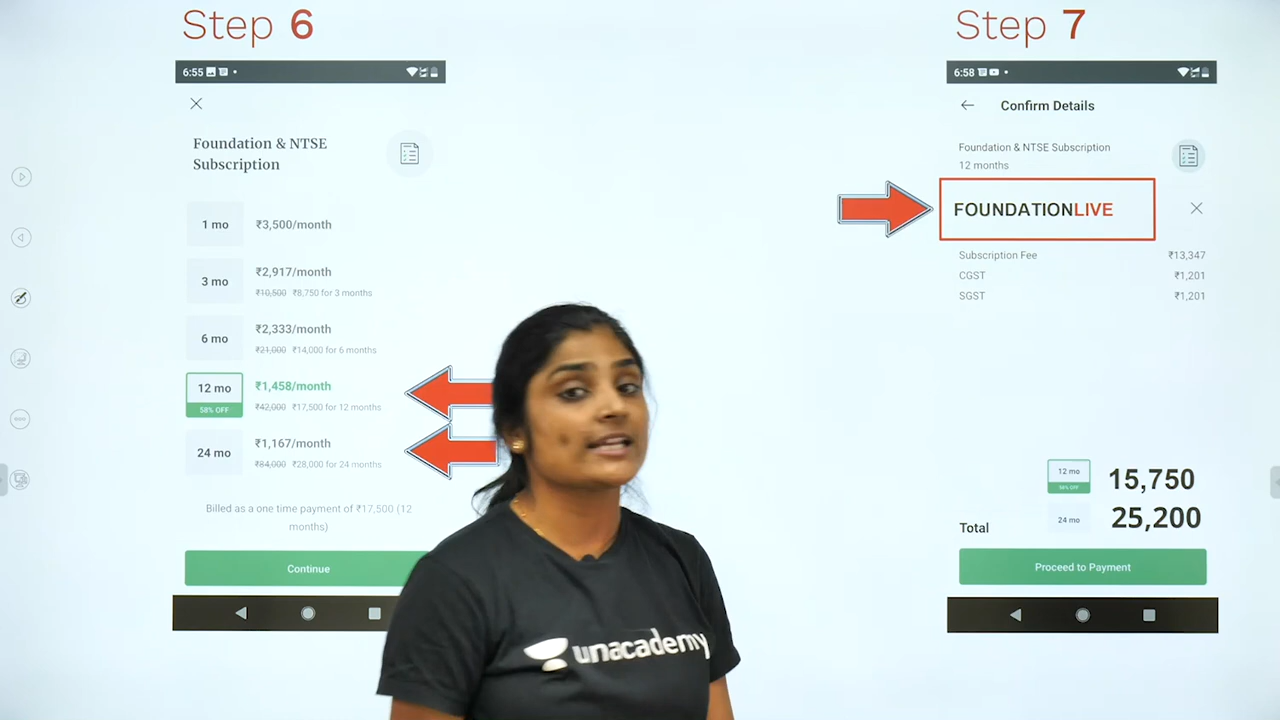 Step 6
6:55
Foundation & NTSE
Subscription
1 mo
₹3,500/month
3 mo
₹2,917/month
₹10,500 ₹8,750 for 3 months
6 mo
₹2,333/month
₹21,000 ₹14,000 for 6 months
12 mo
58% OFF
₹1,458/month
₹42,000 ₹17,500 for 12 months
24 mo
₹1,167/month
₹84,000 ₹28,000 for 24 months
Billed as a one time payment of ₹17,500 (12
months)
Continue
Step 7
6:58
Confirm Details
Foundation & NTSE Subscription
12 months
FOUNDATIONLIVE
Subscription Fee ₹13,347
CGST ₹1,201
SGST ₹1,201
12 mo
58% OFF
15,750
24 mo
25,200
Total
Proceed to Payment
unacademy